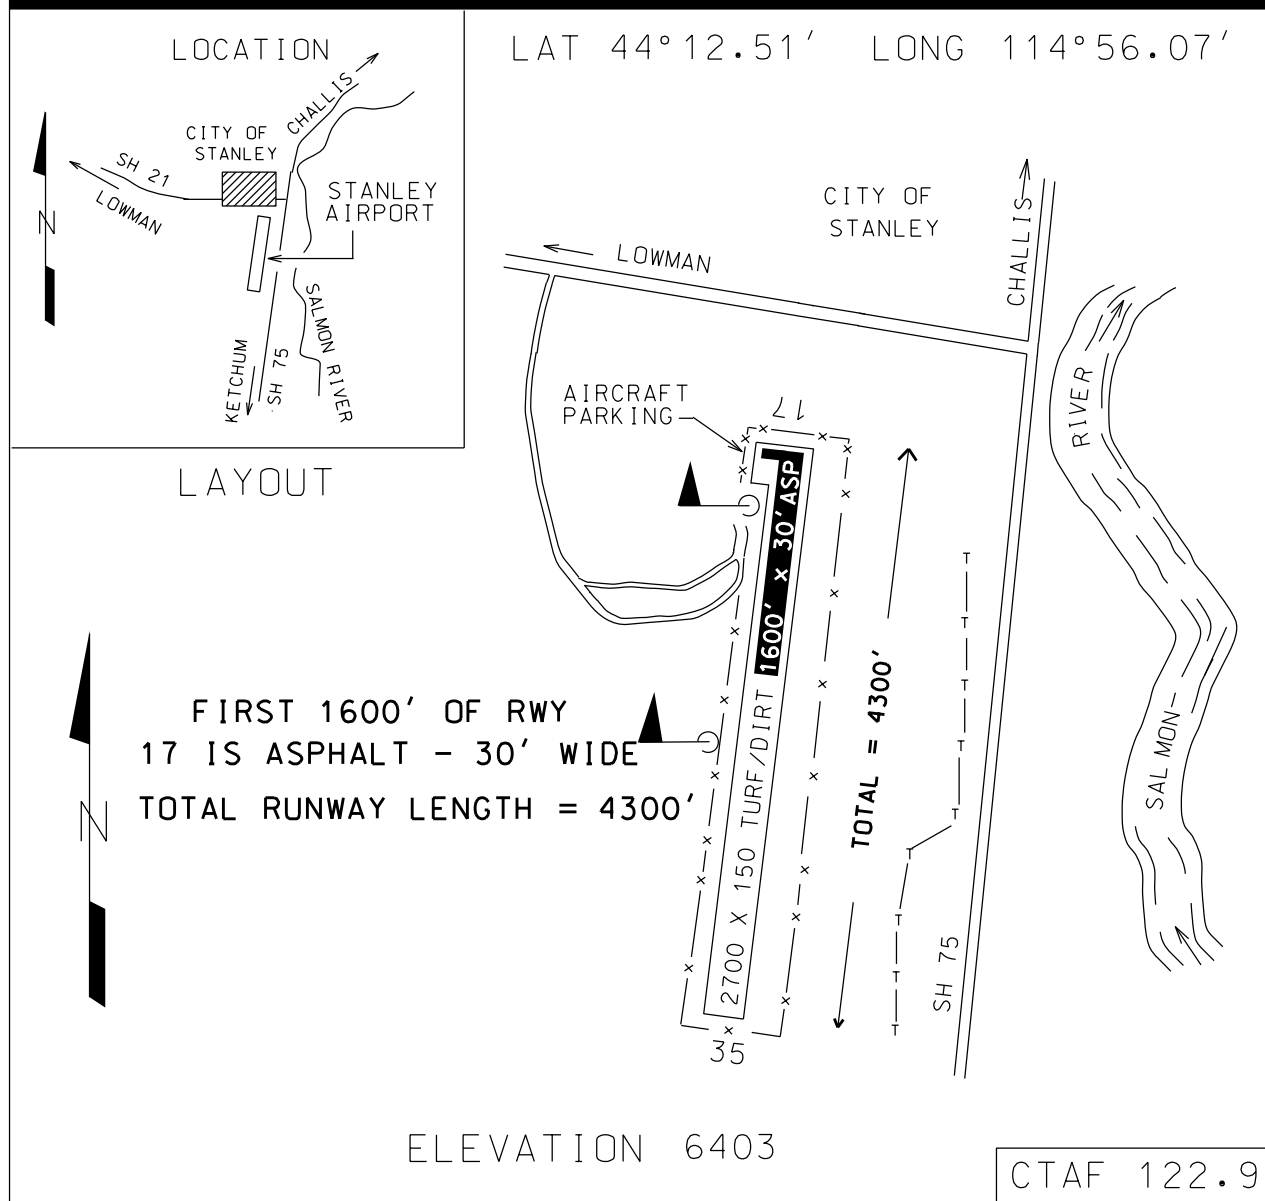 LOCATION
LAT 44°12.51′ LONG 114°56.07′
CHALLIS
CITY OF
STANLEY
SH 21
LOWMAN
N
STANLEY
AIRPORT
SALMON RIVER
KETCHUM
SH 75
LAYOUT
CITY OF
STANLEY
LOWMAN
CHALLIS
RIVER
SALMON
AIRCRAFT
PARKING
17
1600′ × 30′ ASP
2700 X 150 TURF/DIRT
TOTAL = 4300′
FIRST 1600′ OF RWY
17 IS ASPHALT - 30′ WIDE
TOTAL RUNWAY LENGTH = 4300′
N
SH 75
35
ELEVATION 6403
CTAF 122.9